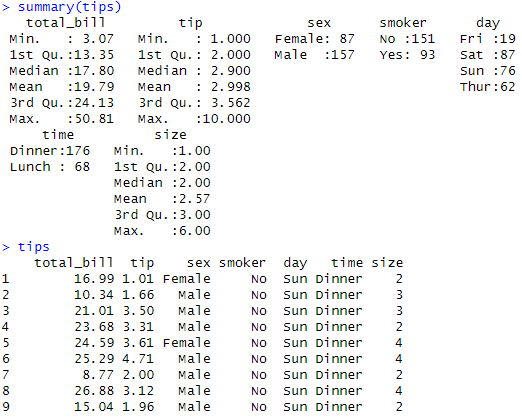 > summary(tips)
total_bill tip sex smoker day
Min. : 3.07 Min. : 1.000 Female: 87 No :151 Fri :19
1st Qu.:13.35 1st Qu.: 2.000 Male :157 Yes: 93 Sat :87
Median :17.80 Median : 2.900 Sun :76
Mean :19.79 Mean : 2.998 Thur:62
3rd Qu.:24.13 3rd Qu.: 3.562
Max. :50.81 Max. :10.000
time size
Dinner:176 Min. :1.00
Lunch : 68 1st Qu.:2.00
Median :2.00
Mean :2.57
3rd Qu.:3.00
Max. :6.00
> tips
total_bill tip sex smoker day time size
1 16.99 1.01 Female No Sun Dinner 2
2 10.34 1.66 Male No Sun Dinner 3
3 21.01 3.50 Male No Sun Dinner 3
4 23.68 3.31 Male No Sun Dinner 2
5 24.59 3.61 Female No Sun Dinner 4
6 25.29 4.71 Male No Sun Dinner 4
7 8.77 2.00 Male No Sun Dinner 2
8 26.88 3.12 Male No Sun Dinner 4
9 15.04 1.96 Male No Sun Dinner 2